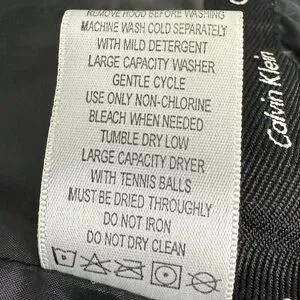 REMOVE HOOD BEFORE WASHING
MACHINE WASH COLD SEPARATELY
WITH MILD DETERGENT
LARGE CAPACITY WASHER
GENTLE CYCLE
USE ONLY NON-CHLORINE
BLEACH WHEN NEEDED
TUMBLE DRY LOW
LARGE CAPACITY DRYER
WITH TENNIS BALLS
MUST BE DRIED THROUGHLY
DO NOT IRON
DO NOT DRY CLEAN
Calvin Klein